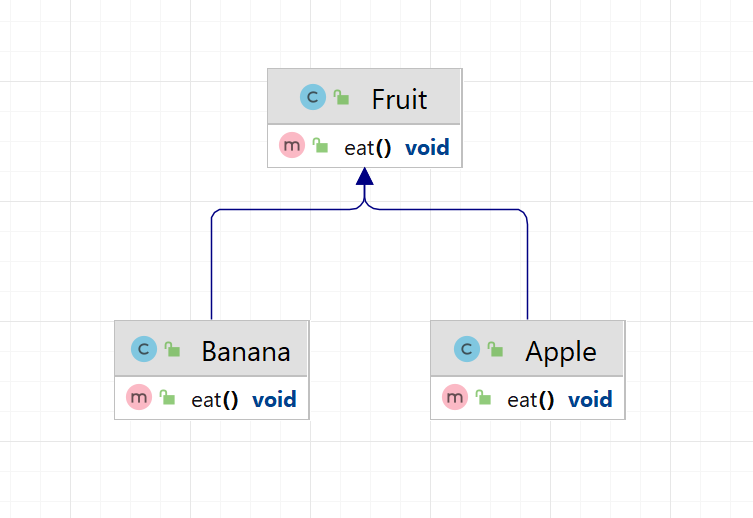 C Fruit
m eat() void
C Banana
C Apple
m eat() void
m eat() void